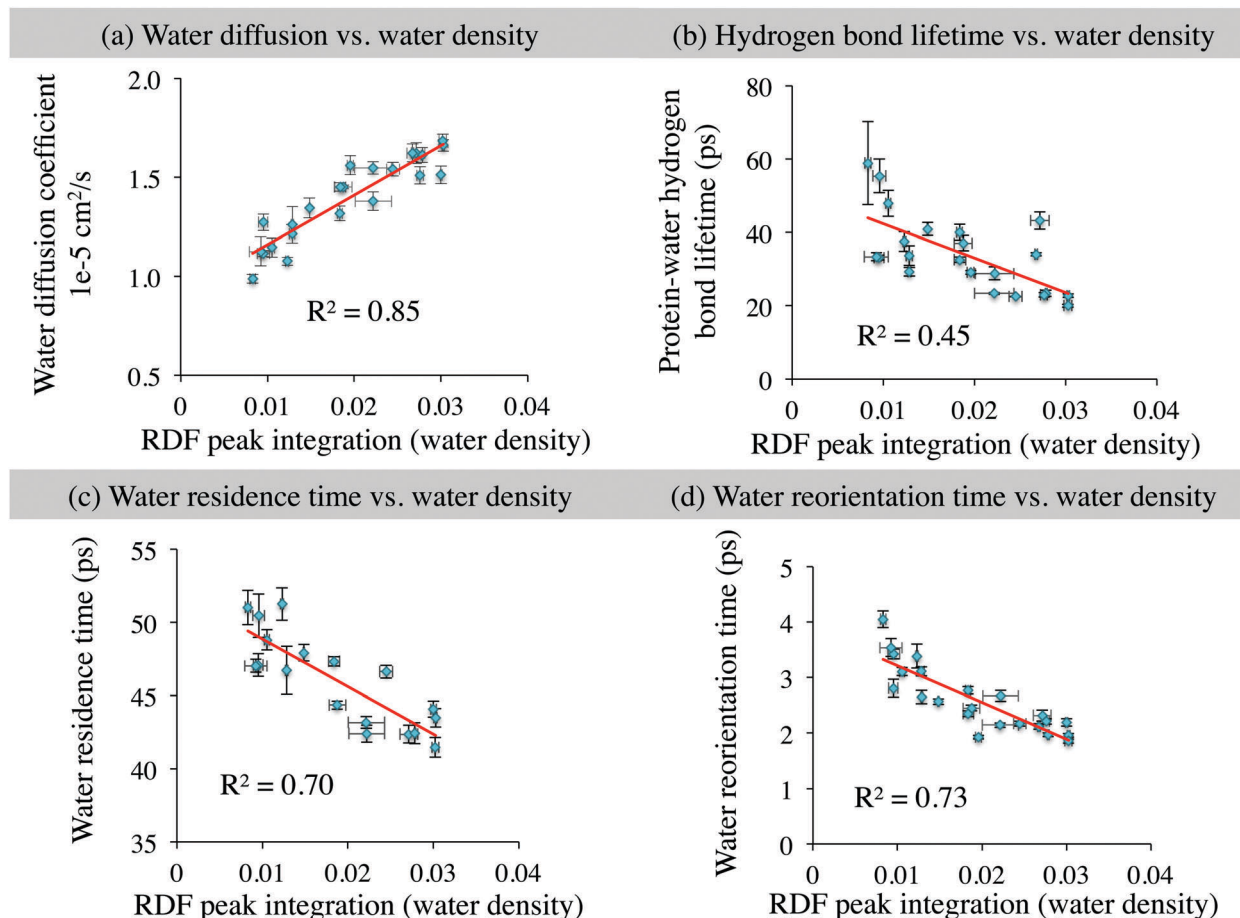 (a) Water diffusion vs. water density
Water diffusion coefficient
1e-5 cm²/s
2.0
1.5
1.0
0.5
R² = 0.85
0 0.01 0.02 0.03 0.04
RDF peak integration (water density)
(b) Hydrogen bond lifetime vs. water density
Protein-water hydrogen
bond lifetime (ps)
80
60
40
20
0
R² = 0.45
0 0.01 0.02 0.03 0.04
RDF peak integration (water density)
(c) Water residence time vs. water density
Water residence time (ps)
55
50
45
40
35
R² = 0.70
0 0.01 0.02 0.03 0.04
RDF peak integration (water density)
(d) Water reorientation time vs. water density
Water reorientation time (ps)
5
4
3
2
1
0
R² = 0.73
0 0.01 0.02 0.03 0.04
RDF peak integration (water density)